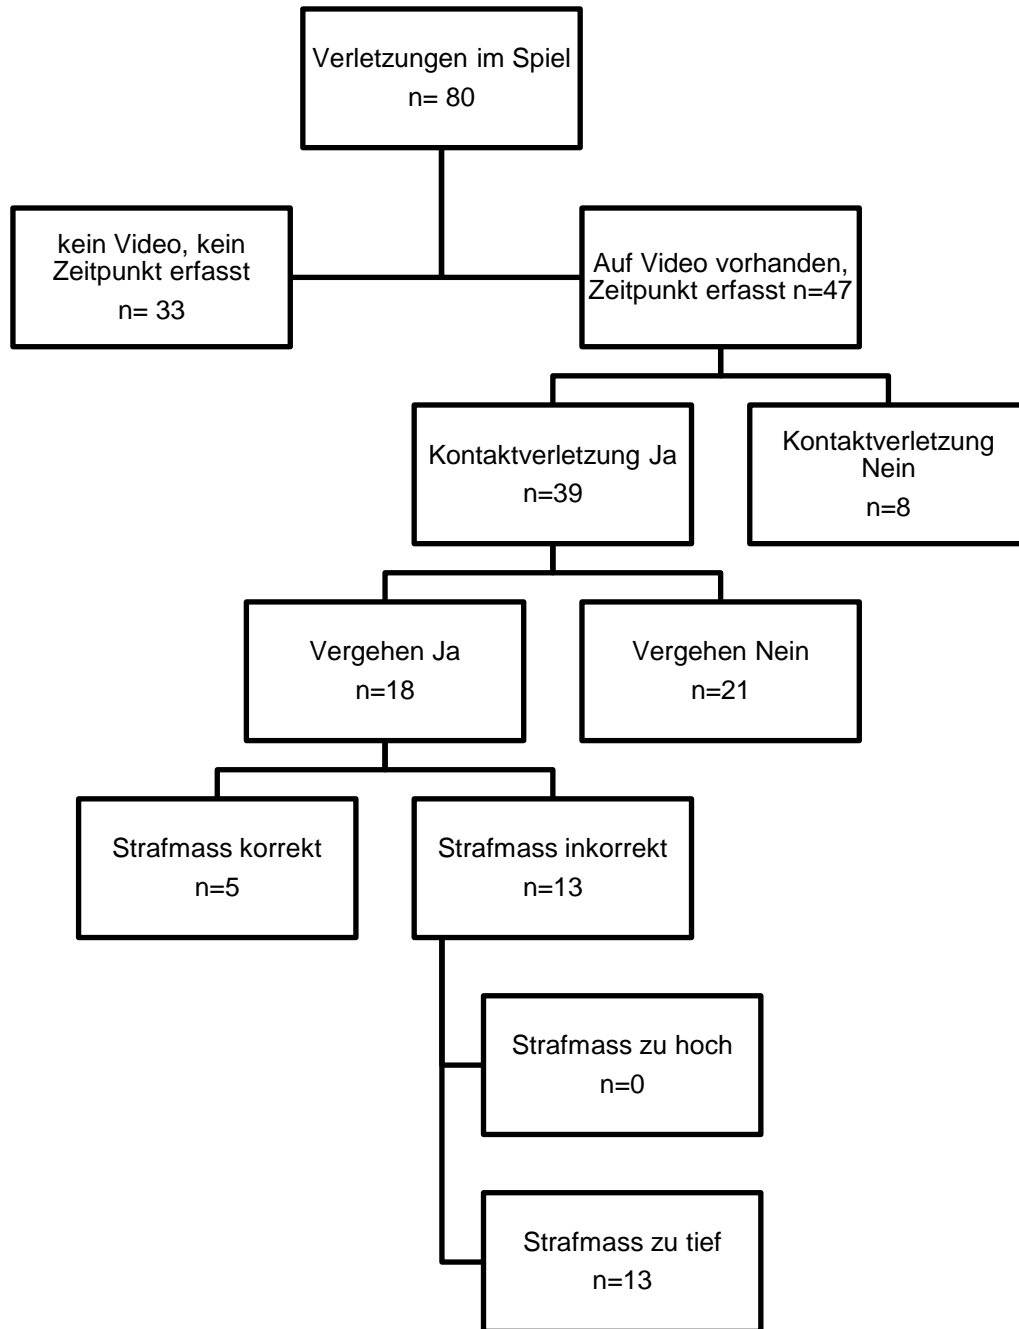 Verletzungen im Spiel
n= 80
kein Video, kein
Zeitpunkt erfasst
n= 33
Auf Video vorhanden,
Zeitpunkt erfasst n=47
Kontaktverletzung Ja
n=39
Kontaktverletzung
Nein
n=8
Vergehen Ja
n=18
Vergehen Nein
n=21
Strafmass korrekt
n=5
Strafmass inkorrekt
n=13
Strafmass zu hoch
n=0
Strafmass zu tief
n=13